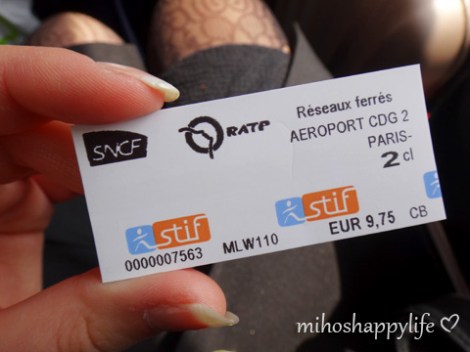 SNCF
RATP
Réseaux ferrés
AEROPORT CDG 2
PARIS-
2 cl
stif
stif
EUR 9,75 CB
0000007563 MLW110
mihoshappylife ♡